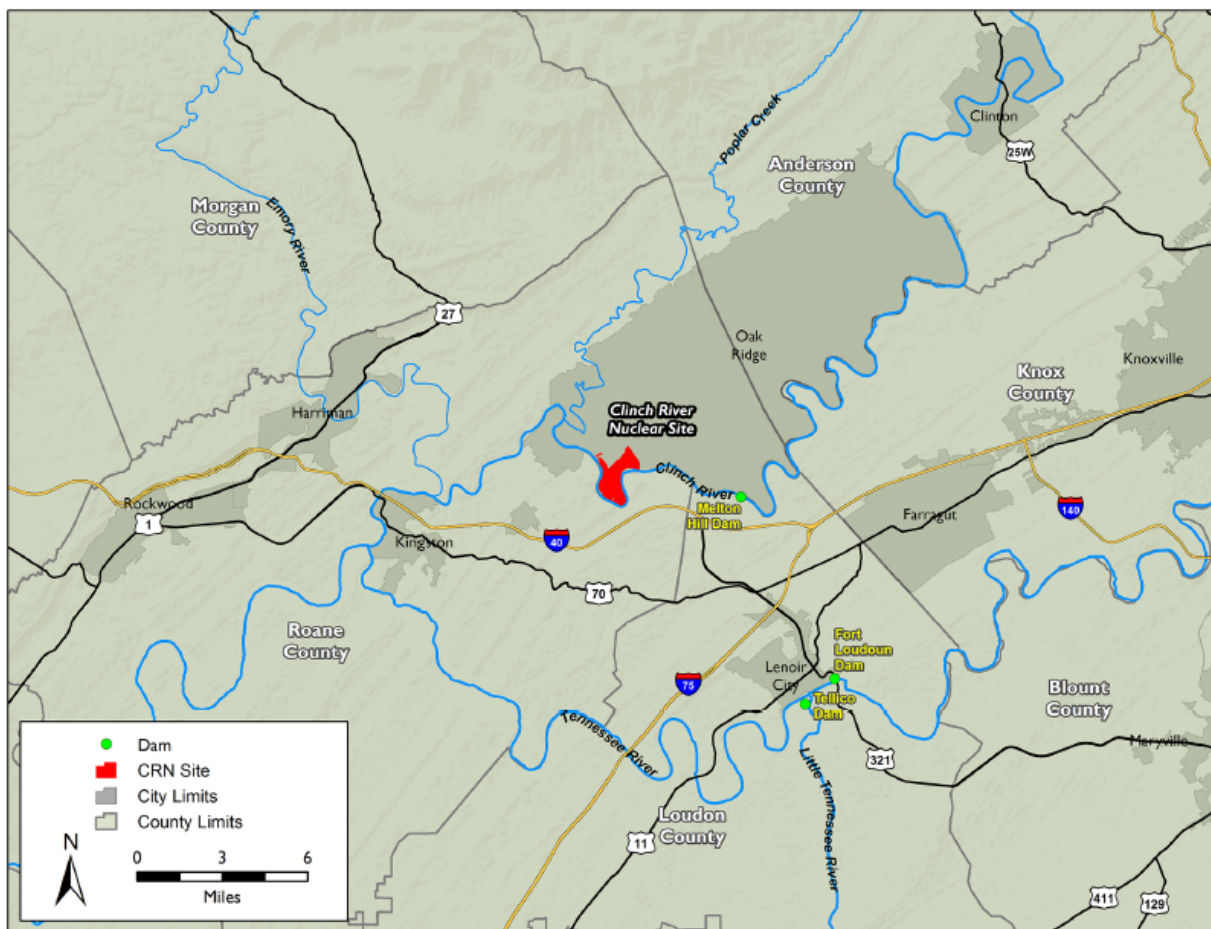 Clinton
25W
Poplar Creek
Anderson
County
Morgan
County
Emory River
27
Oak
Ridge
Knoxville
Knox
County
Harriman
Clinch River
Nuclear Site
Clinch River
Melton
Hill Dam
Rockwood
1
Kingston
40
Farragut
140
70
Roane
County
Fort
Loudoun
Dam
Lenoir
City
75
Tellico
Dam
Blount
County
Maryville
Tennessee River
321
Little Tennessee River
Loudon
County
11
411
129
Dam
CRN Site
City Limits
County Limits
N
0 3 6
Miles